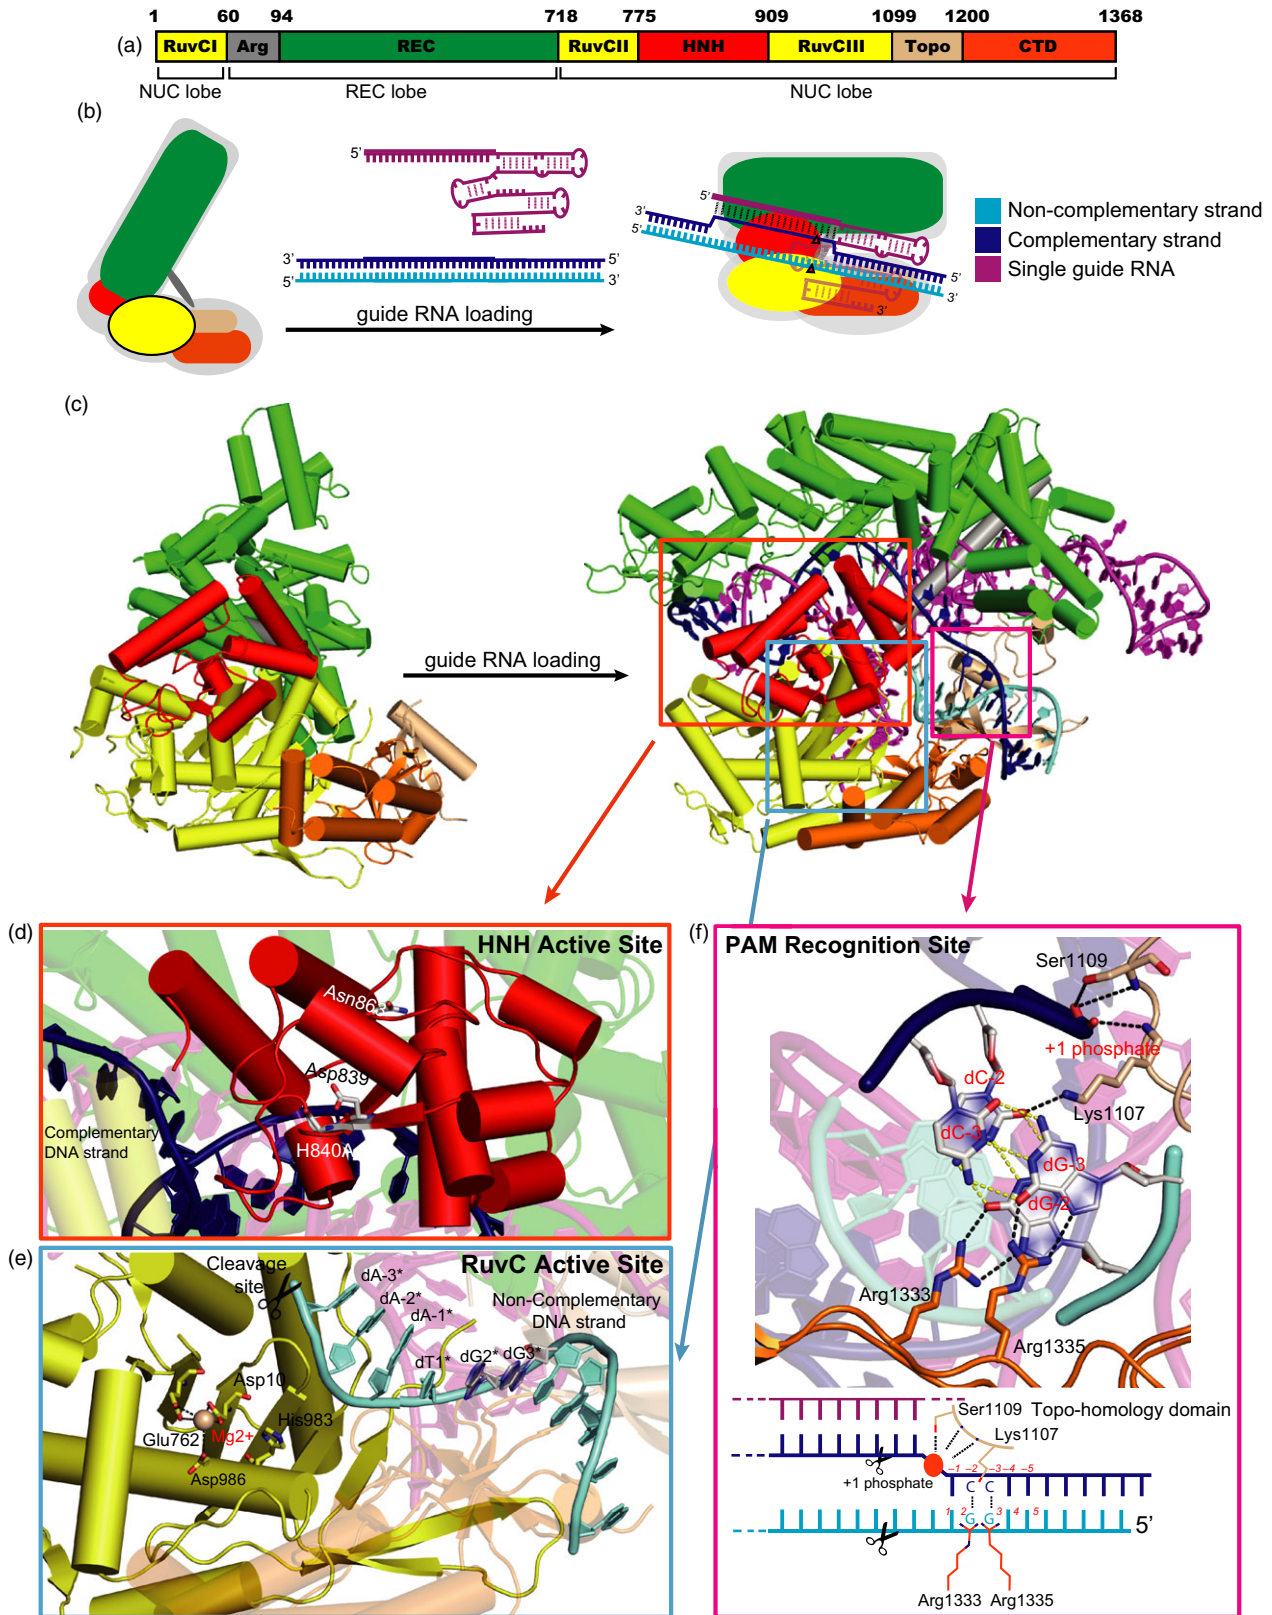 1 60 94 718 775 909 1099 1200 1368
(a) RuvCI Arg REC RuvCII HNH RuvCIII Topo CTD
NUC lobe REC lobe NUC lobe
(b)
5'
3' 5'
5' 3'
guide RNA loading
5'
3'
5'
5'
3'
3'
Non-complementary strand
Complementary strand
Single guide RNA
(c)
guide RNA loading
(d)
HNH Active Site
Asn86
Asp839
H840A
Complementary
DNA strand
(e)
RuvC Active Site
Cleavage
site
dA-3*
dA-2*
dA-1*
dT1*
dG2*
dG3*
Non-Complementary
DNA strand
Asp10
His983
Glu762
Mg2+
Asp986
(f)
PAM Recognition Site
Ser1109
+1 phosphate
dC-2
Lys1107
dC-3
dG-3
dG-2
Arg1333
Arg1335
Ser1109
Topo-homology domain
Lys1107
+1 phosphate
–1 –2 –3 –4 –5
C C
1 2 3 4 5
G G
5'
Arg1333 Arg1335